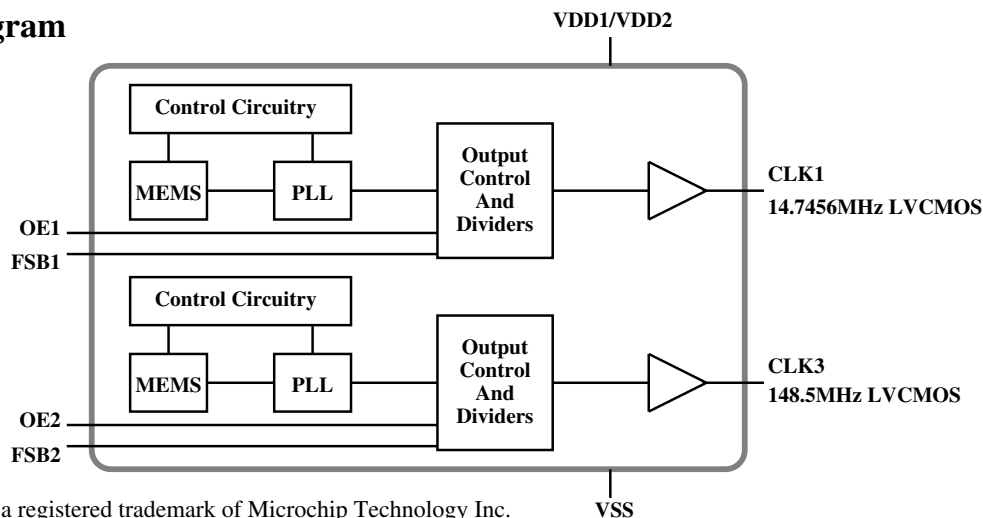 gram
VDD1/VDD2
Control Circuitry
MEMS
PLL
Output
Control
And
Dividers
CLK1
14.7456MHz LVCMOS
OE1
FSB1
Control Circuitry
MEMS
PLL
Output
Control
And
Dividers
CLK3
148.5MHz LVCMOS
OE2
FSB2
VSS
a registered trademark of Microchip Technology Inc.